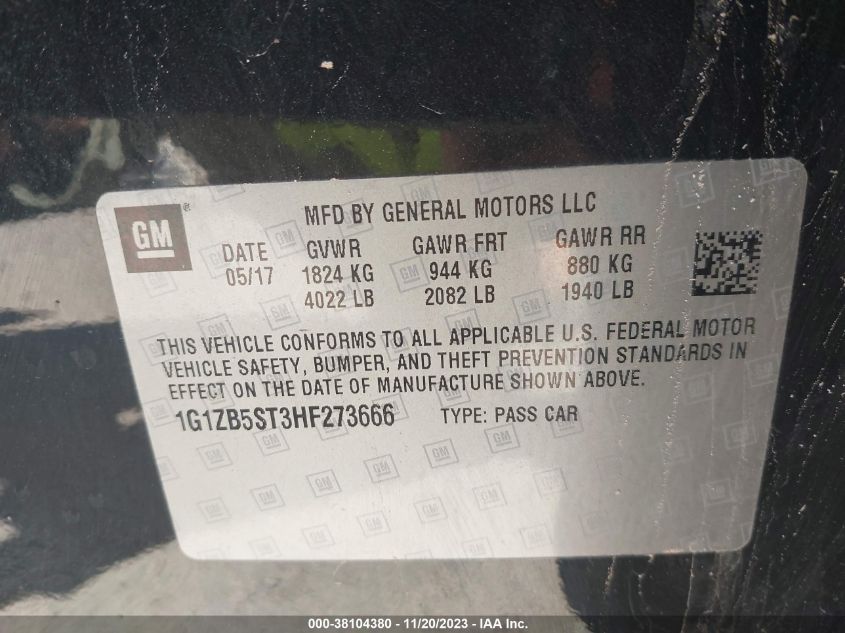 GM
MFD BY GENERAL MOTORS LLC
DATE GVWR GAWR FRT GAWR RR
05/17 1824 KG 944 KG 880 KG
4022 LB 2082 LB 1940 LB
THIS VEHICLE CONFORMS TO ALL APPLICABLE U.S. FEDERAL MOTOR
VEHICLE SAFETY, BUMPER, AND THEFT PREVENTION STANDARDS IN
EFFECT ON THE DATE OF MANUFACTURE SHOWN ABOVE.
1G1ZB5ST3HF273666 TYPE: PASS CAR
000-38104380 - 11/20/2023 - IAA Inc.